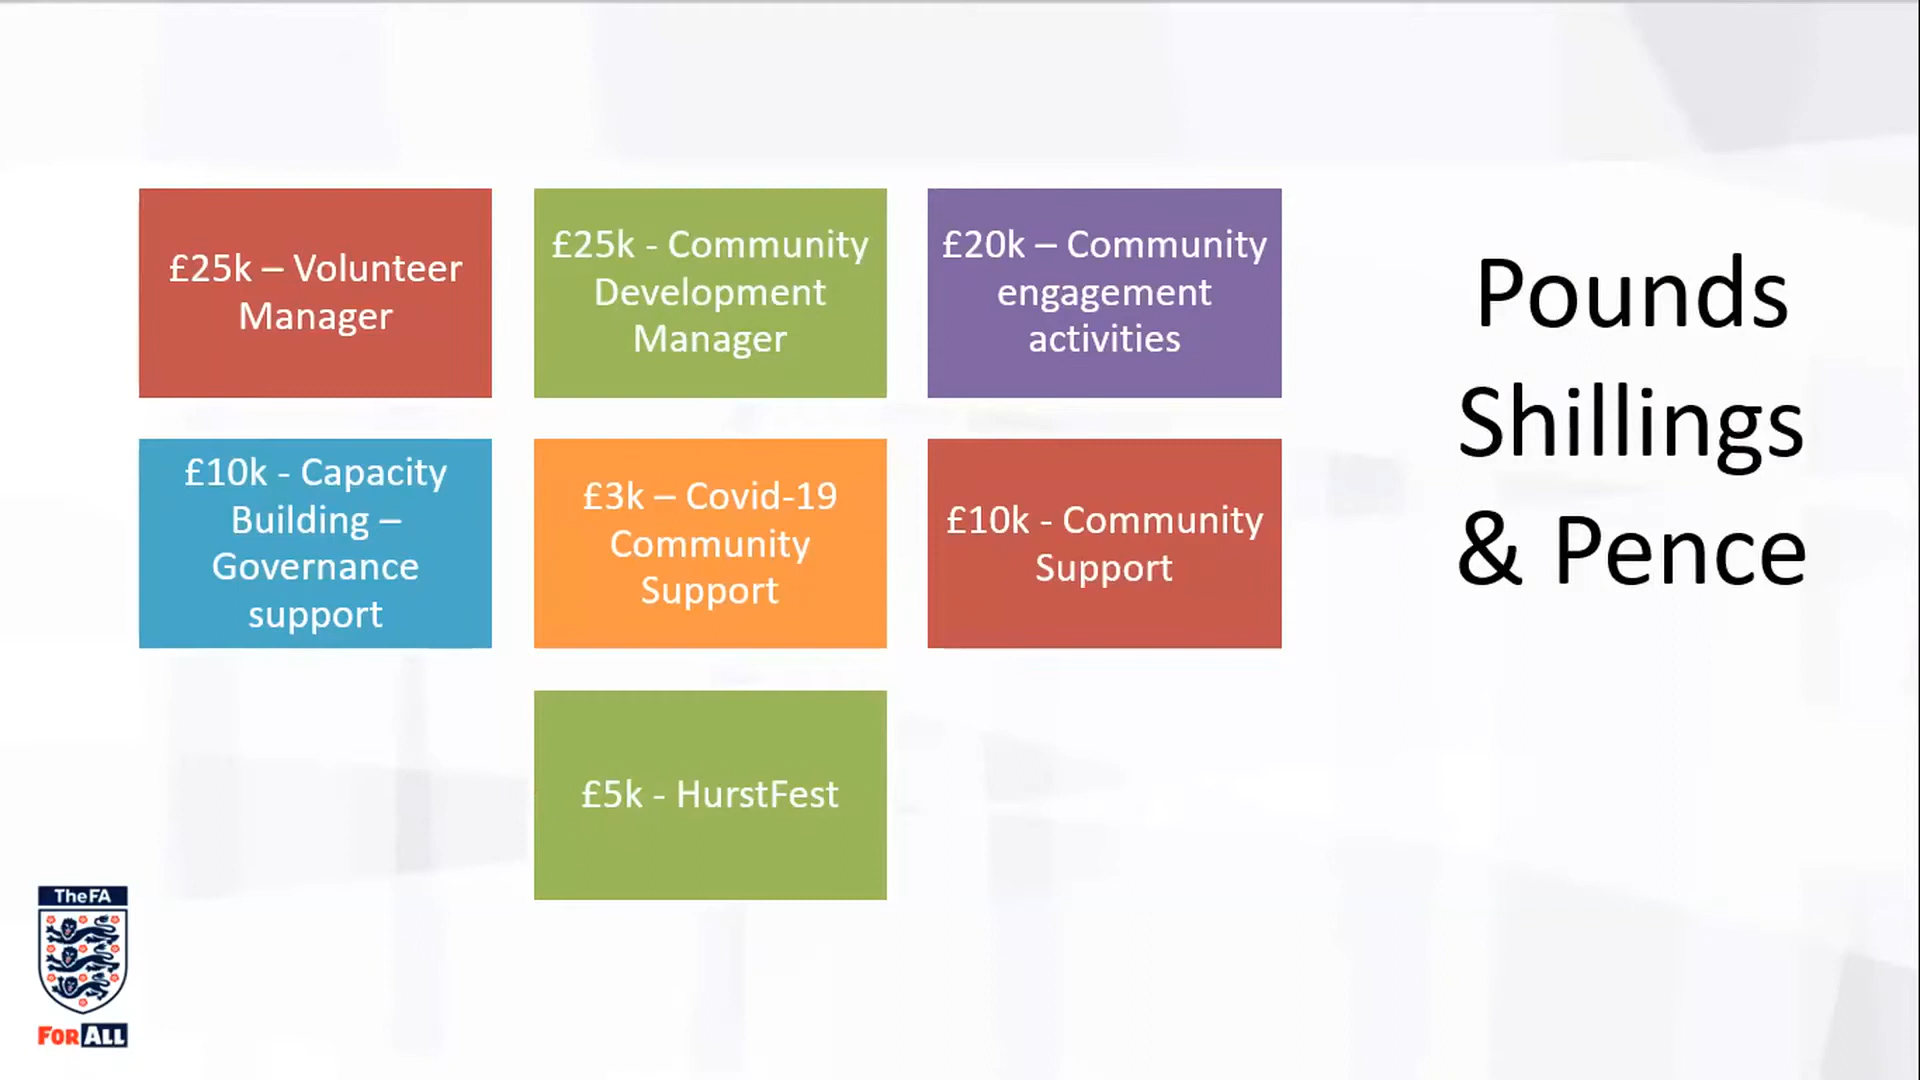 £25k – Volunteer
Manager
£25k - Community
Development
Manager
£20k – Community
engagement
activities
£10k - Capacity
Building –
Governance
support
£3k – Covid-19
Community
Support
£10k - Community
Support
£5k - HurstFest
Pounds
Shillings
& Pence
TheFA
FOR ALL